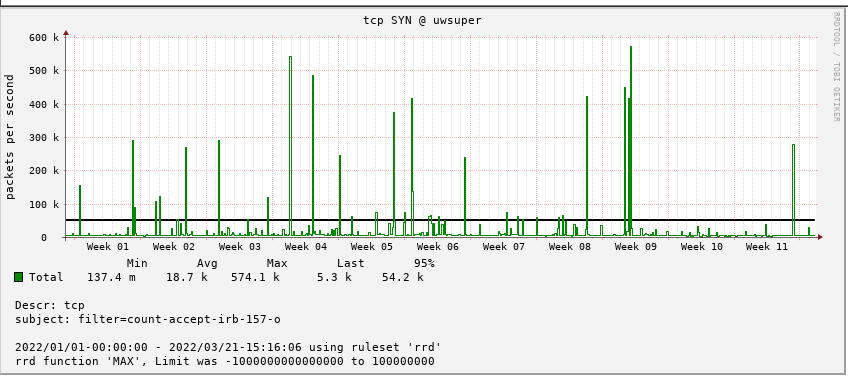 tcp SYN @ uwsuper
RRDTOOL / TOBI OETIKER
packets per second
600 k
500 k
400 k
300 k
200 k
100 k
0
Week 01 Week 02 Week 03 Week 04 Week 05 Week 06 Week 07 Week 08 Week 09 Week 10 Week 11
Min Avg Max Last 95%
Total 137.4 m 18.7 k 574.1 k 5.3 k 54.2 k
Descr: tcp
subject: filter=count-accept-irb-157-o
2022/01/01-00:00:00 - 2022/03/21-15:16:06 using ruleset 'rrd'
rrd function 'MAX', Limit was -1000000000000000 to 100000000